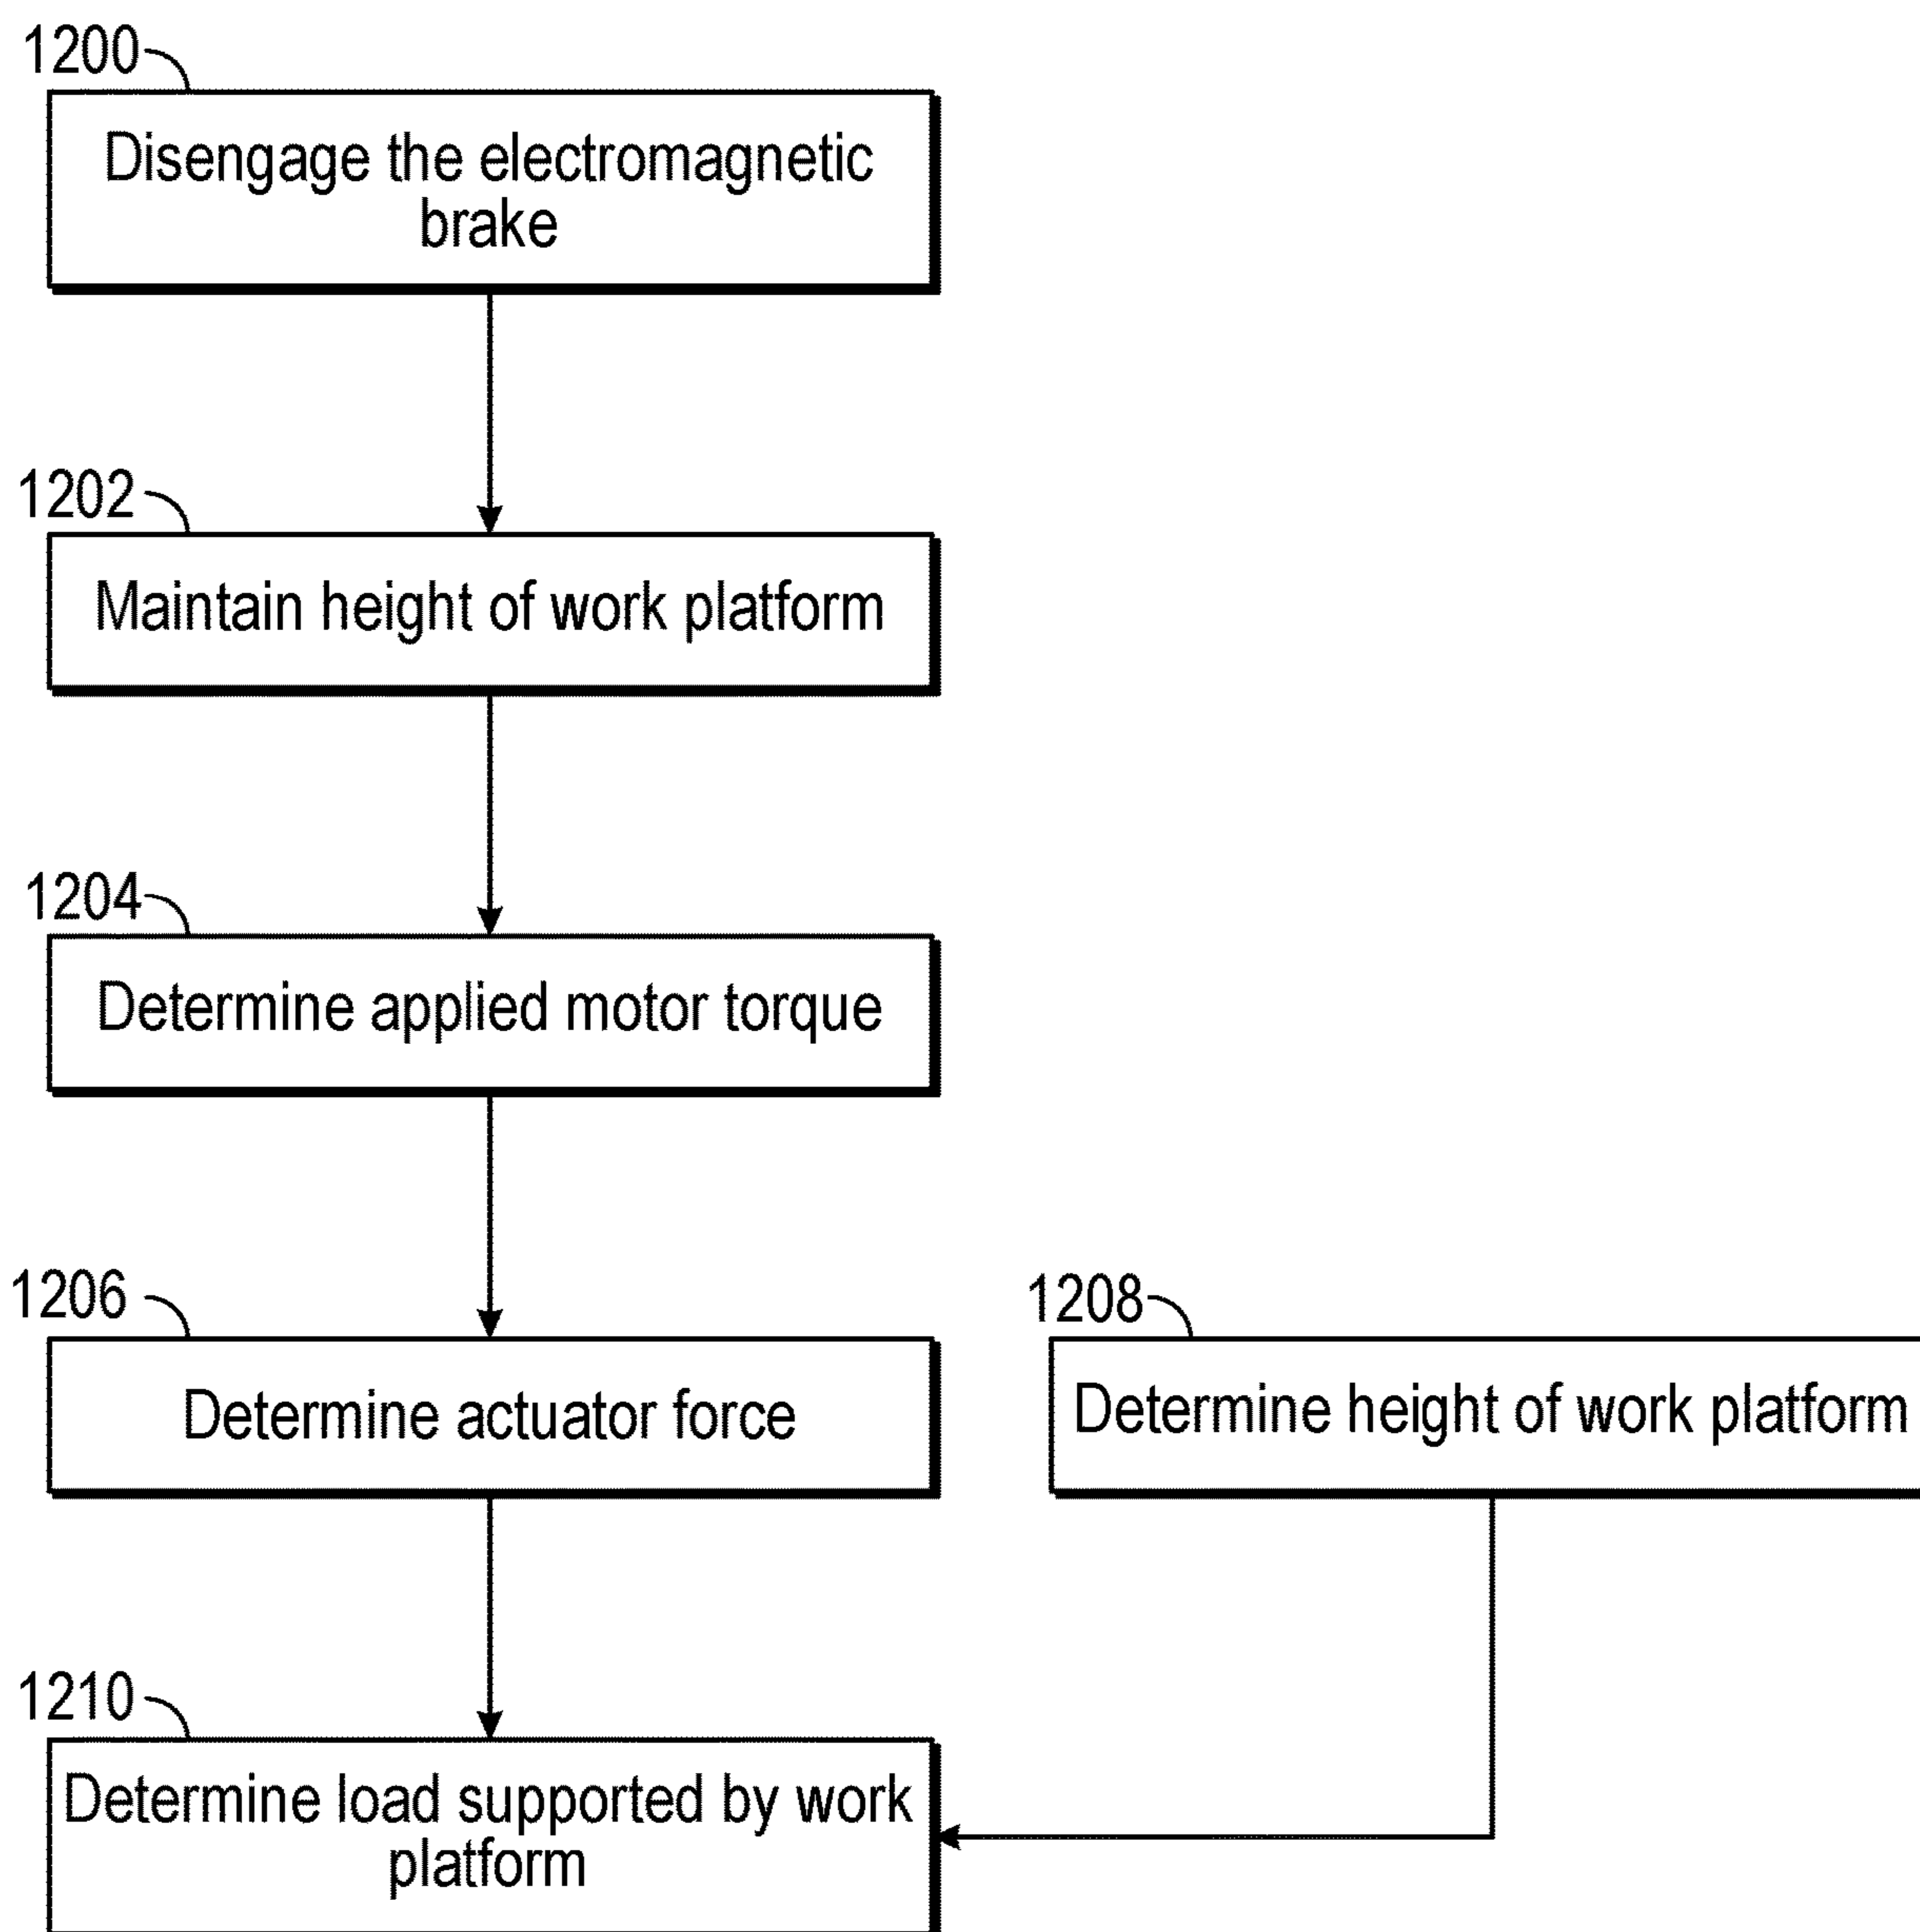 1200
Disengage the electromagnetic
brake
1202
Maintain height of work platform
1204
Determine applied motor torque
1206
Determine actuator force
1208
Determine height of work platform
1210
Determine load supported by work
platform